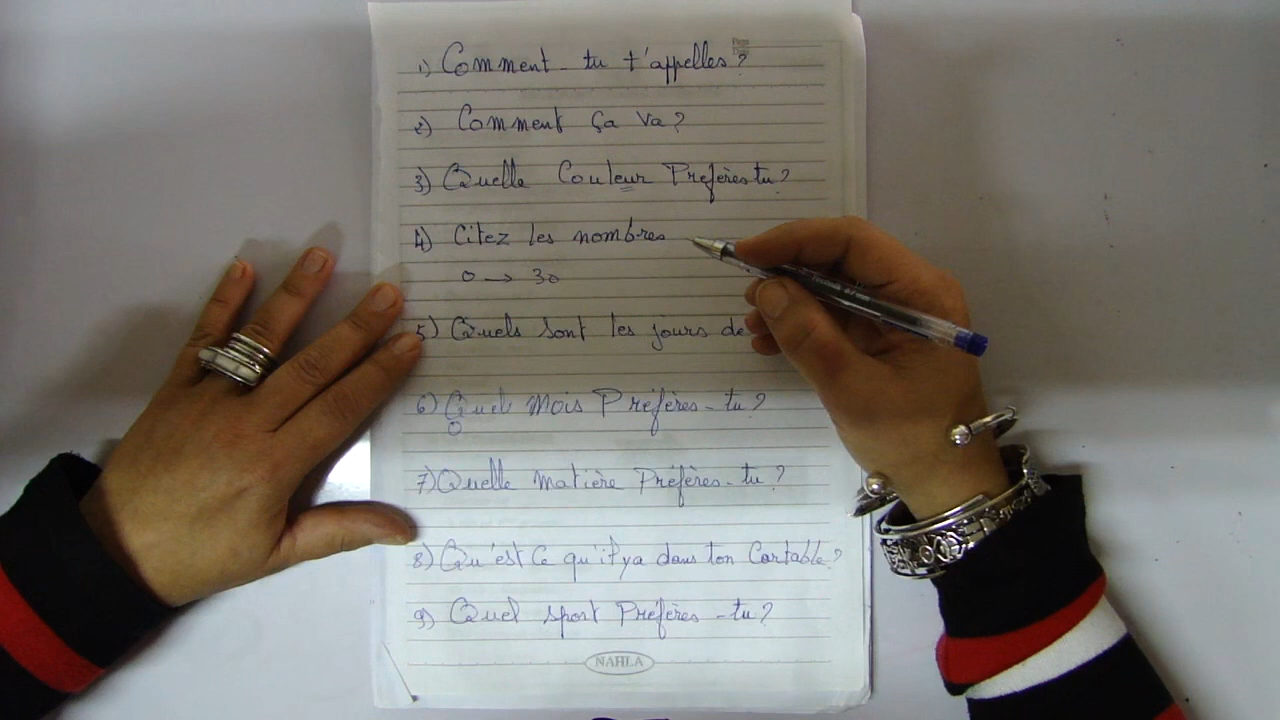 1) Comment - tu t'appelles?
2) Comment ça va?
3) Quelle Couleur Preferes tu?
4) Citez les nombres
0 → 30
5) Quels sont les jours de
6) Quel Mois Préfères - tu?
7) Quelle matière Préfères - tu?
8) Qu'est Ce qu'il ya dans ton Cartable?
9) Quel sport Préfères - tu?
NAHLA